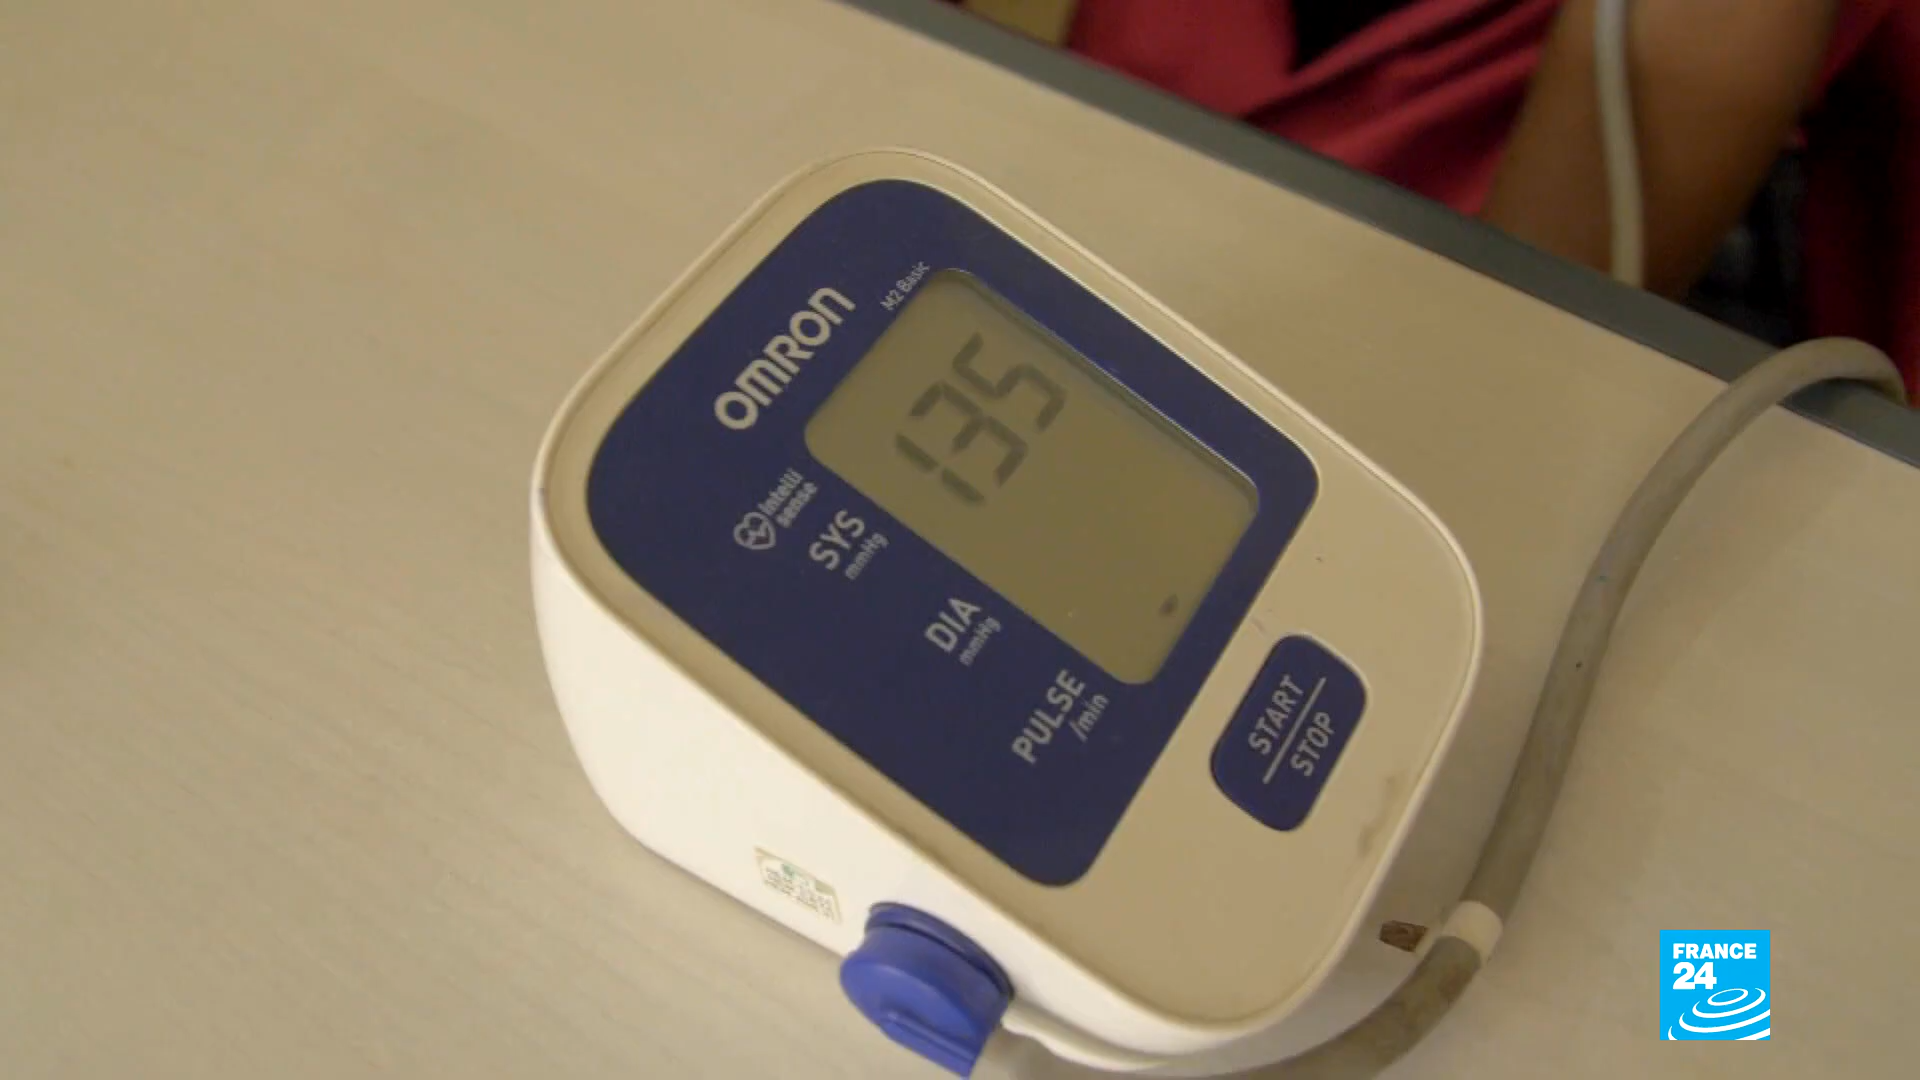 OMRON
M2 Basic
135
intelli
sense
SYS
mmHg
DIA
mmHg
PULSE
/min
START
STOP
FRANCE
24